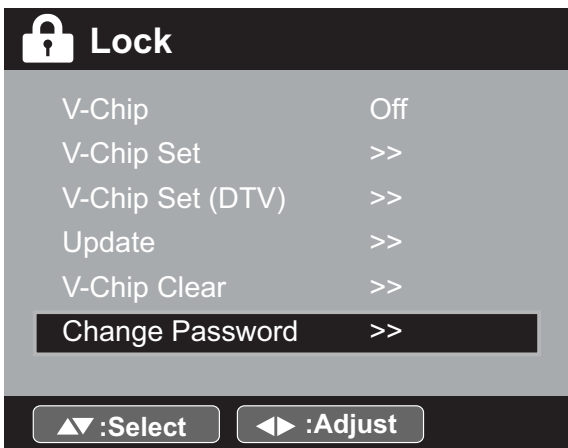 Lock
V-Chip Off
V-Chip Set >>
V-Chip Set (DTV) >>
Update >>
V-Chip Clear >>
Change Password >>
▲▼ :Select ◀▶ :Adjust